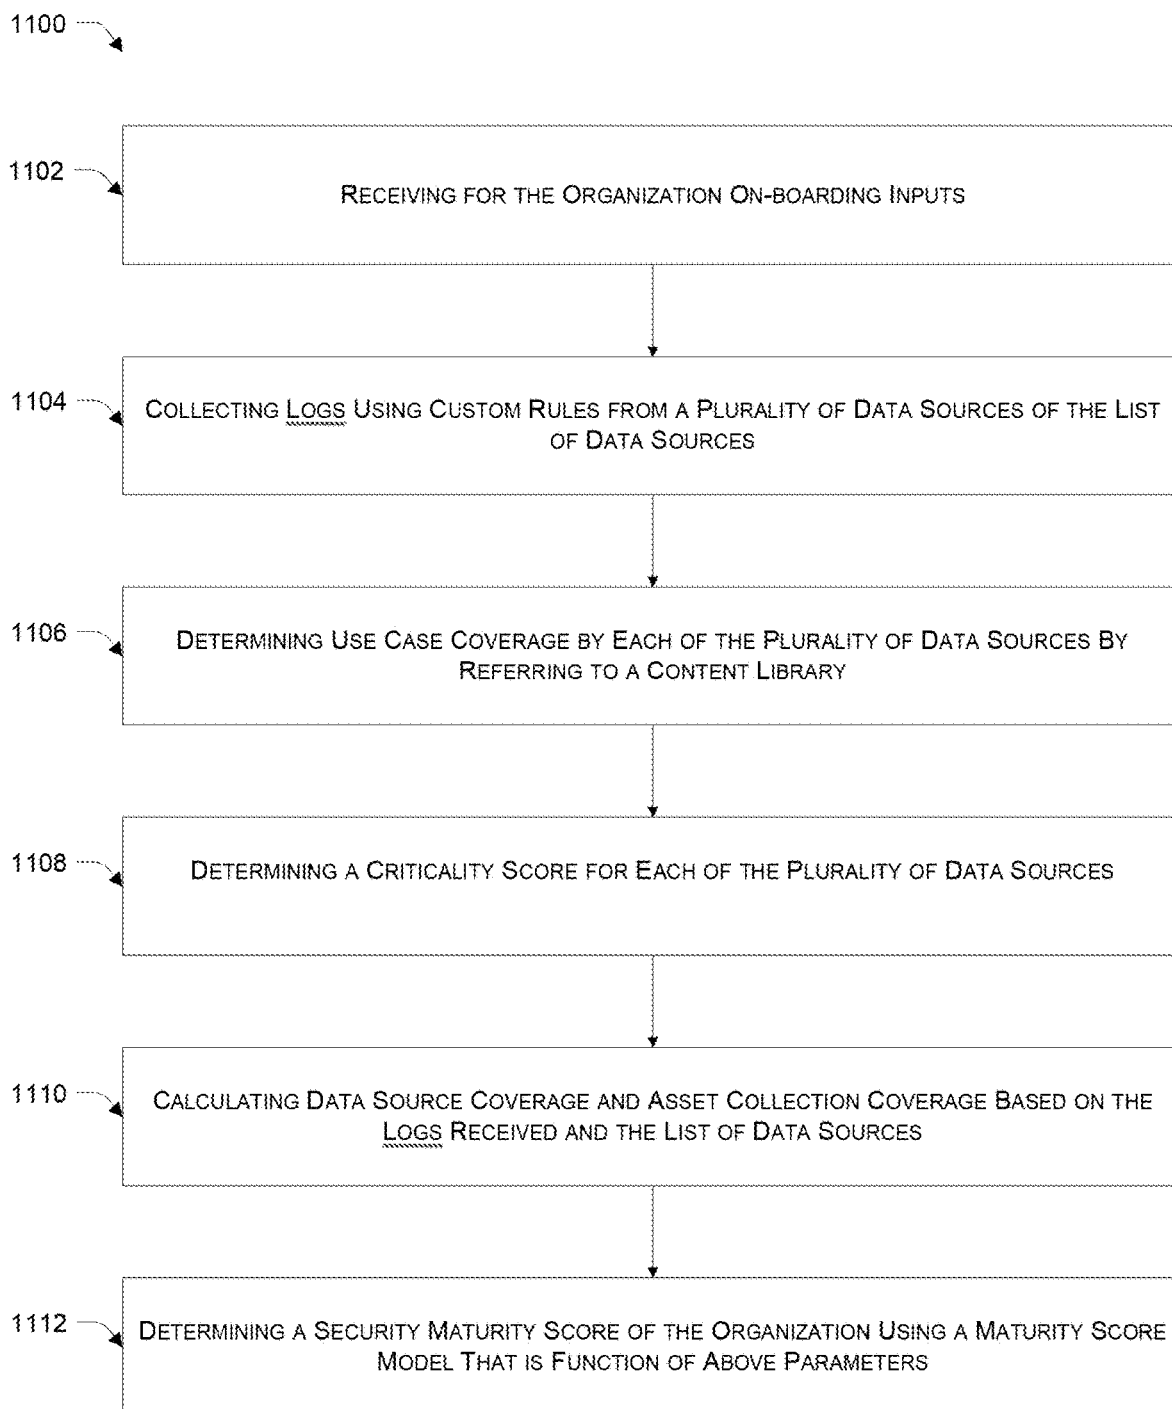 1100
1102
RECEIVING FOR THE ORGANIZATION ON-BOARDING INPUTS
1104
COLLECTING LOGS USING CUSTOM RULES FROM A PLURALITY OF DATA SOURCES OF THE LIST
OF DATA SOURCES
1106
DETERMINING USE CASE COVERAGE BY EACH OF THE PLURALITY OF DATA SOURCES BY
REFERRING TO A CONTENT LIBRARY
1108
DETERMINING A CRITICALITY SCORE FOR EACH OF THE PLURALITY OF DATA SOURCES
1110
CALCULATING DATA SOURCE COVERAGE AND ASSET COLLECTION COVERAGE BASED ON THE
LOGS RECEIVED AND THE LIST OF DATA SOURCES
1112
DETERMINING A SECURITY MATURITY SCORE OF THE ORGANIZATION USING A MATURITY SCORE
MODEL THAT IS FUNCTION OF ABOVE PARAMETERS